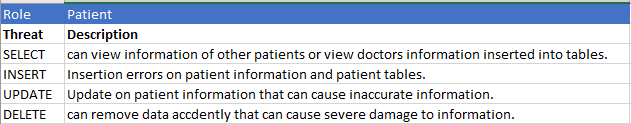 Role Patient
Threat Description
SELECT can view information of other patients or view doctors information inserted into tables.
INSERT Insertion errors on patient information and patient tables.
UPDATE Update on patient information that can cause inaccurate information.
DELETE can remove data accdently that can cause severe damage to information.